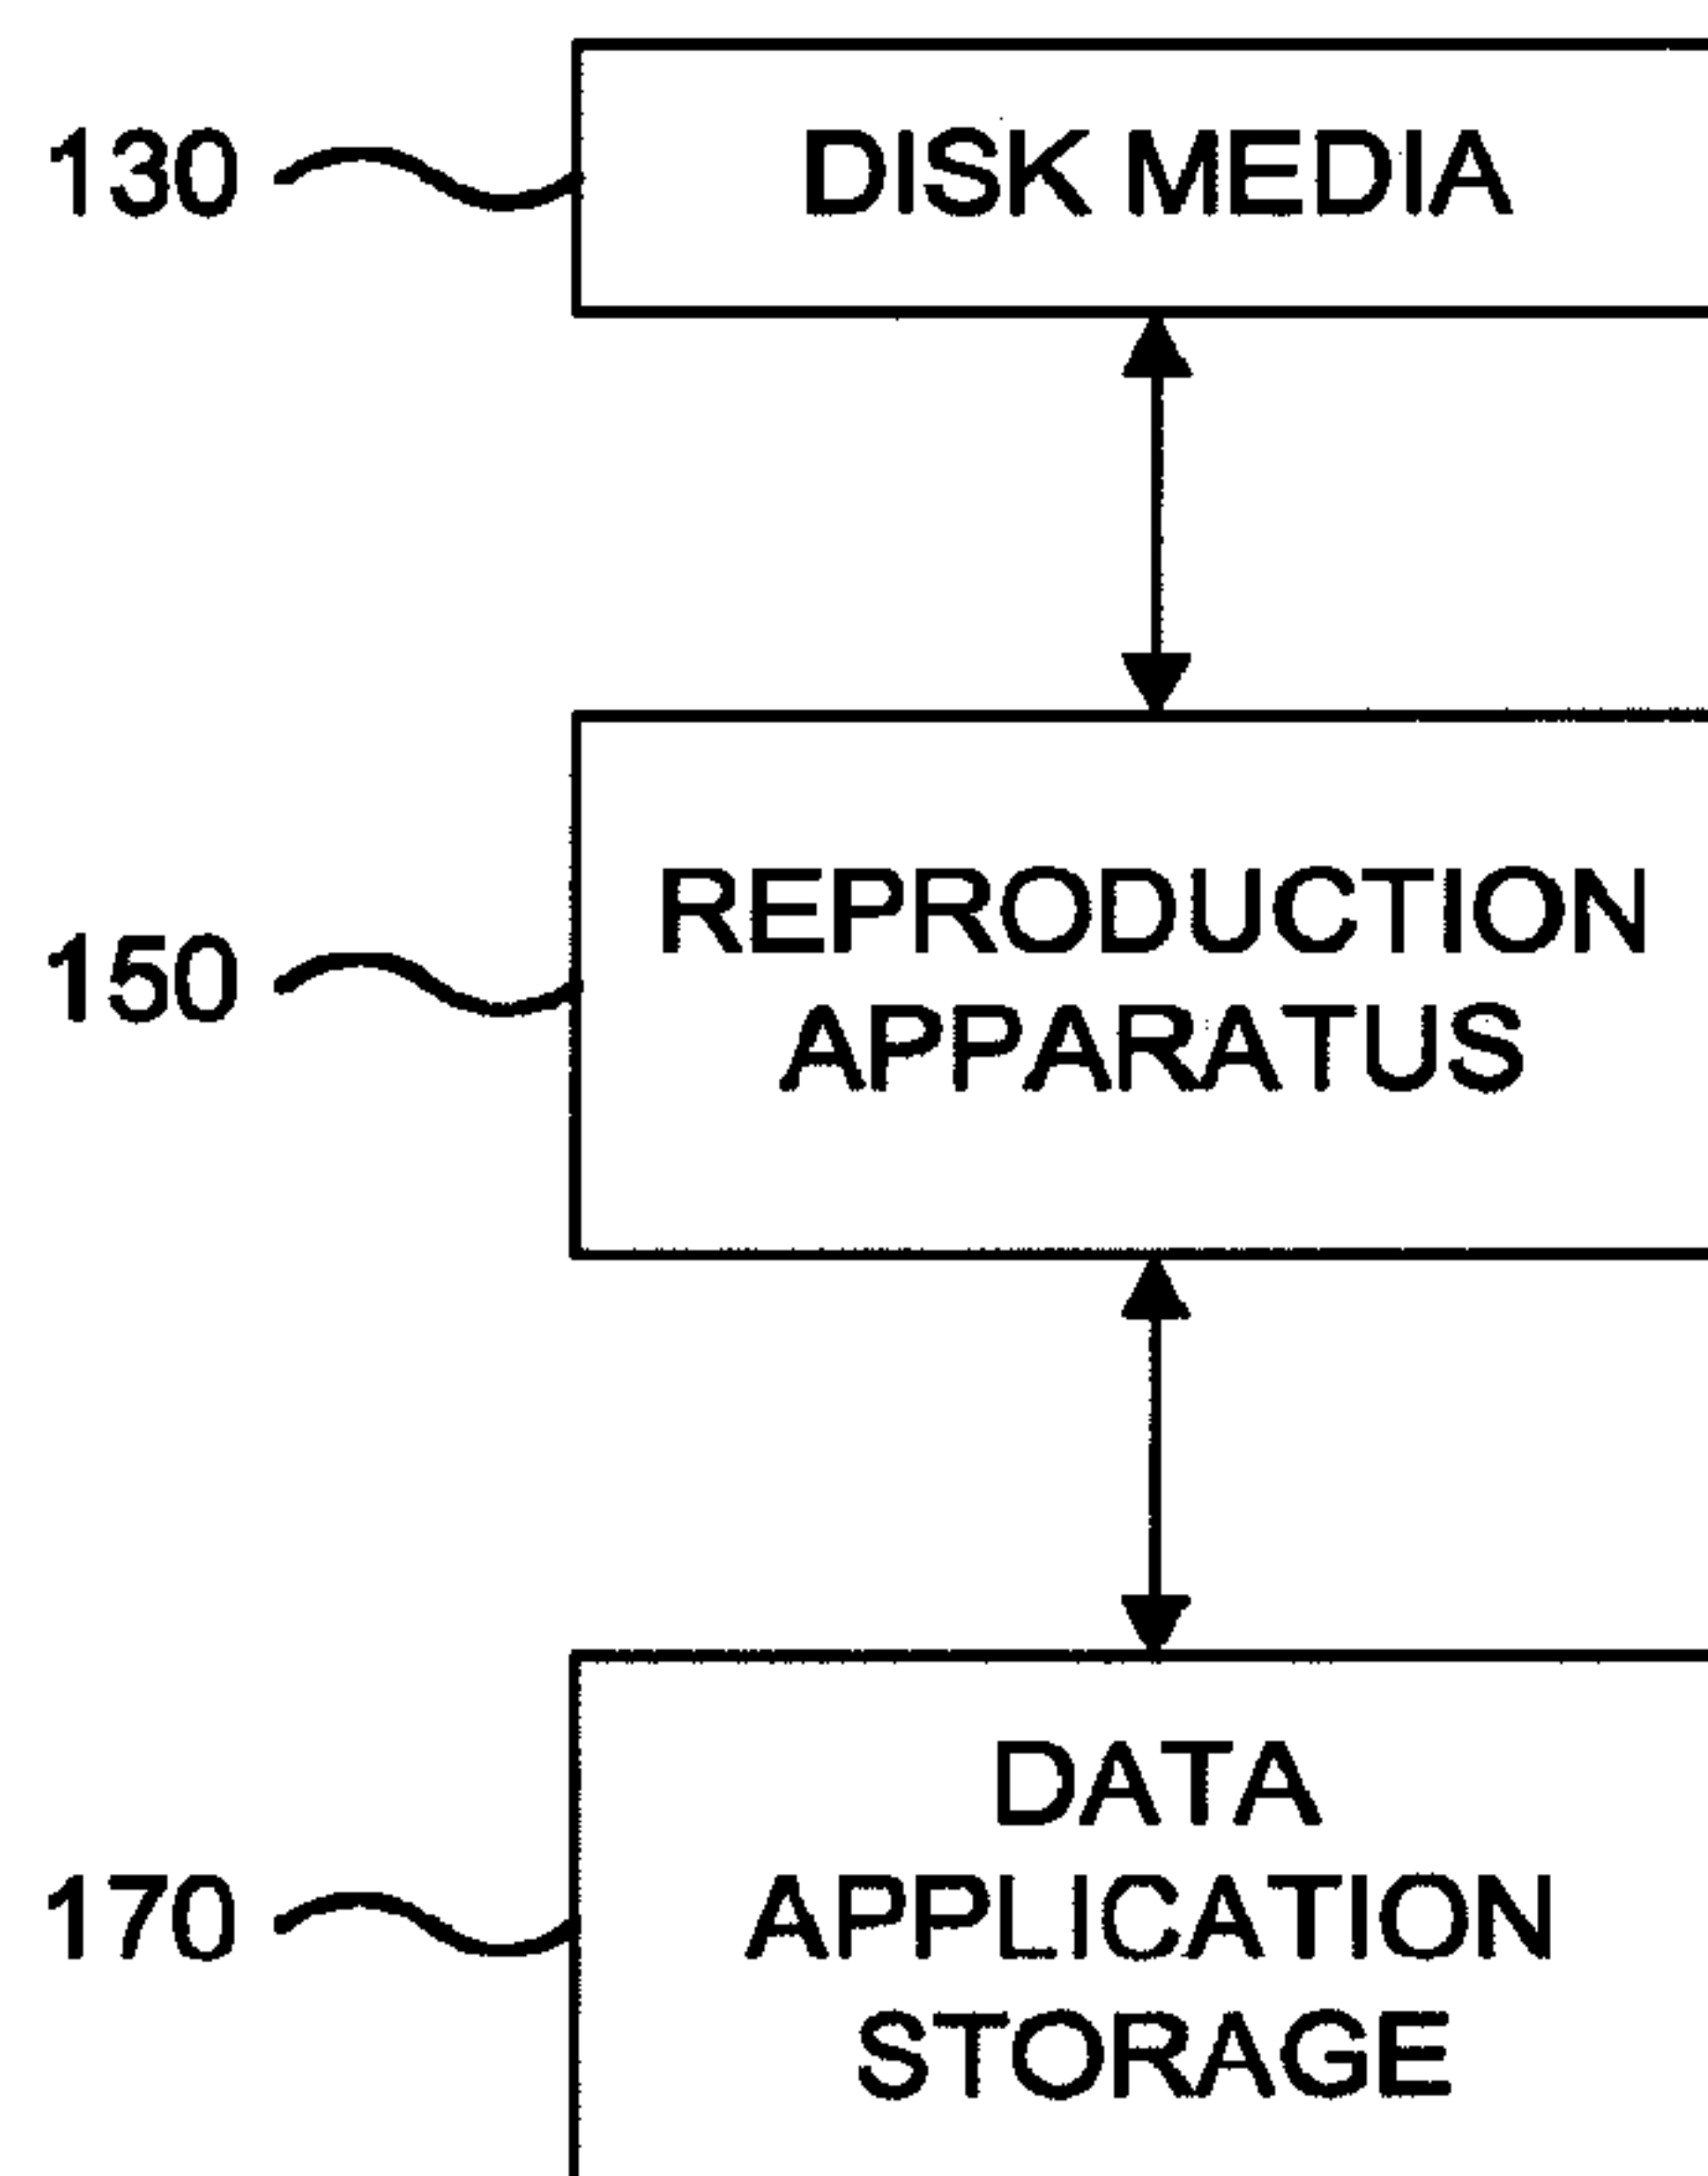 130 DISK MEDIA
150 REPRODUCTION
APPARATUS
170 DATA
APPLICATION
STORAGE